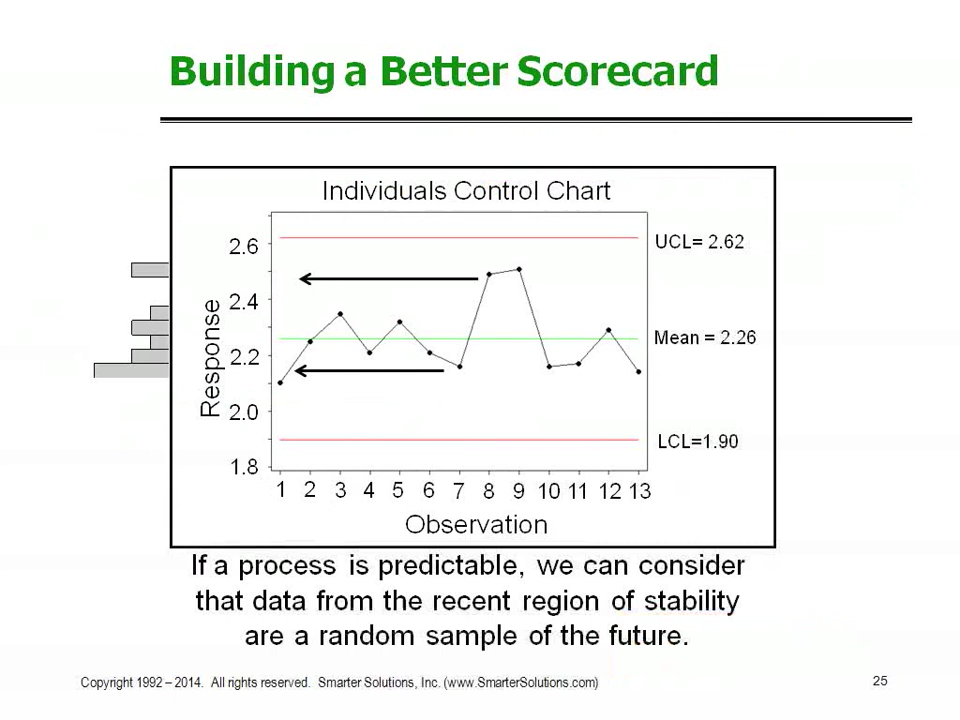 Building a Better Scorecard
Individuals Control Chart
UCL= 2.62
Mean = 2.26
LCL=1.90
Response
2.6
2.4
2.2
2.0
1.8
1 2 3 4 5 6 7 8 9 10 11 12 13
Observation
If a process is predictable, we can consider
that data from the recent region of stability
are a random sample of the future.
Copyright 1992 – 2014. All rights reserved. Smarter Solutions, Inc. (www.SmarterSolutions.com)
25